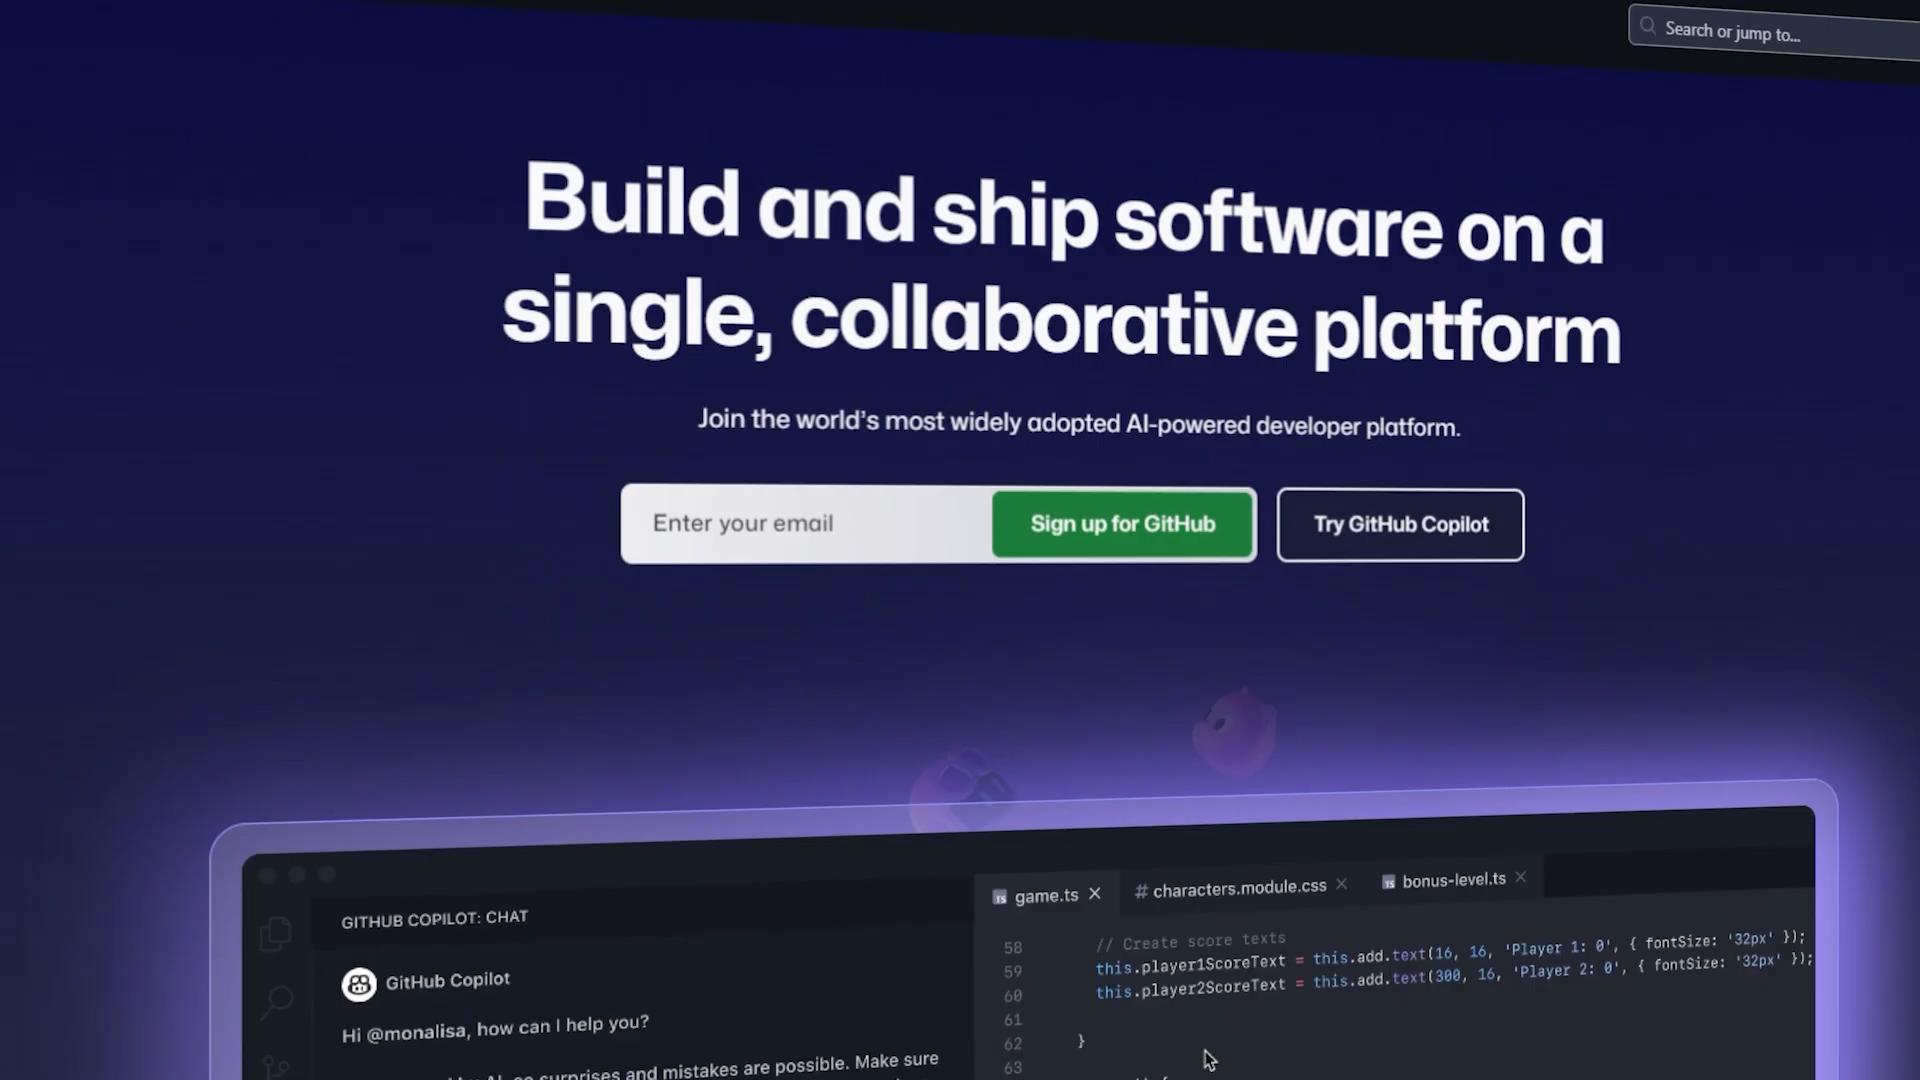 Search or jump to...
Build and ship software on a
single, collaborative platform
Join the world's most widely adopted AI-powered developer platform.
Enter your email
Sign up for GitHub
Try GitHub Copilot
GITHUB COPILOT: CHAT
GitHub Copilot
Hi @monalisa, how can I help you?
surprises and mistakes are possible. Make sure
TS game.ts ×
# characters.module.css ×
TS bonus-level.ts ×
58 // Create score texts
59 this.player1ScoreText = this.add.text(16, 16, 'Player 1: 0', { fontSize: '32px' });
60 this.player2ScoreText = this.add.text(300, 16, 'Player 2: 0', { fontSize: '32px' });
61
62 }
63